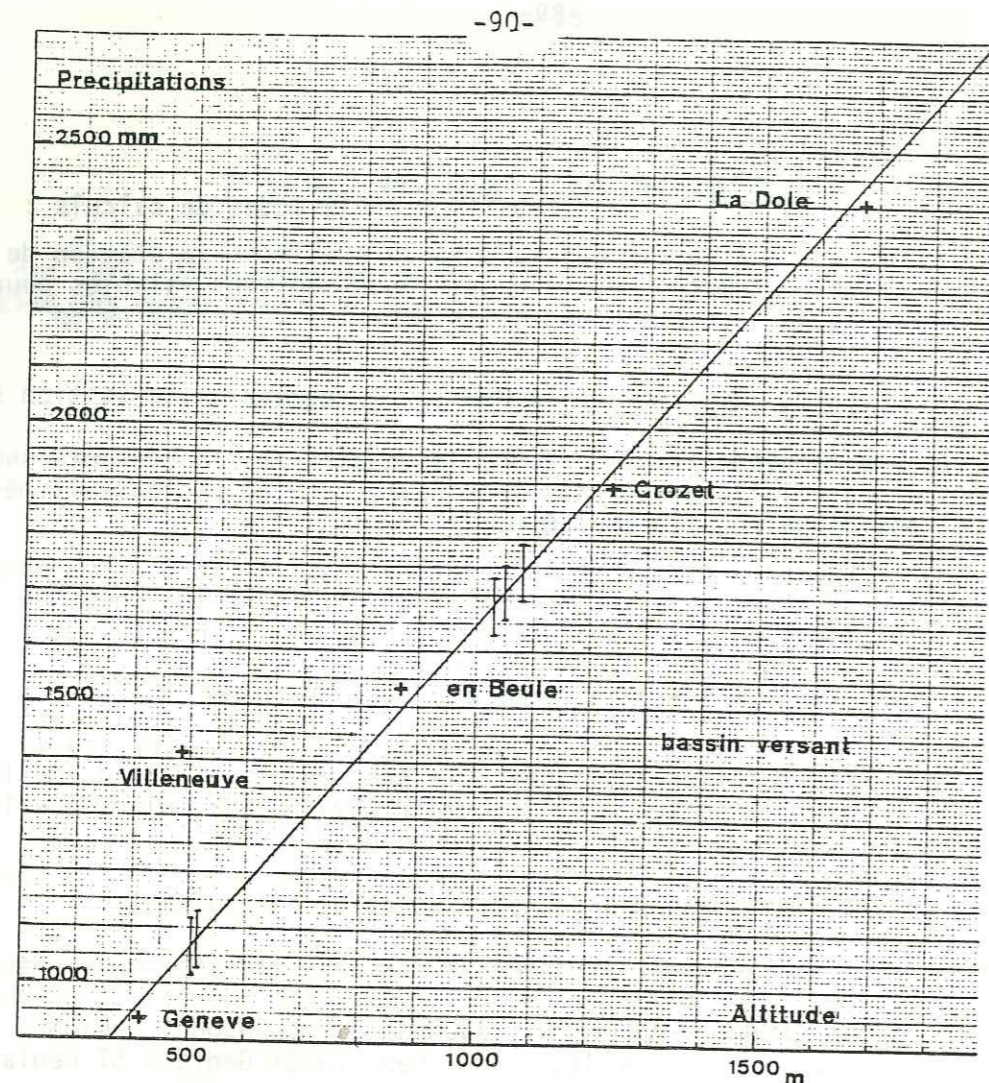 -90-
Precipitations
2500 mm
La Dole
2000
Crozet
1500
en Beule
bassin versant
Villeneuve
1000
Geneve
Altitude
500
1000
1500 m